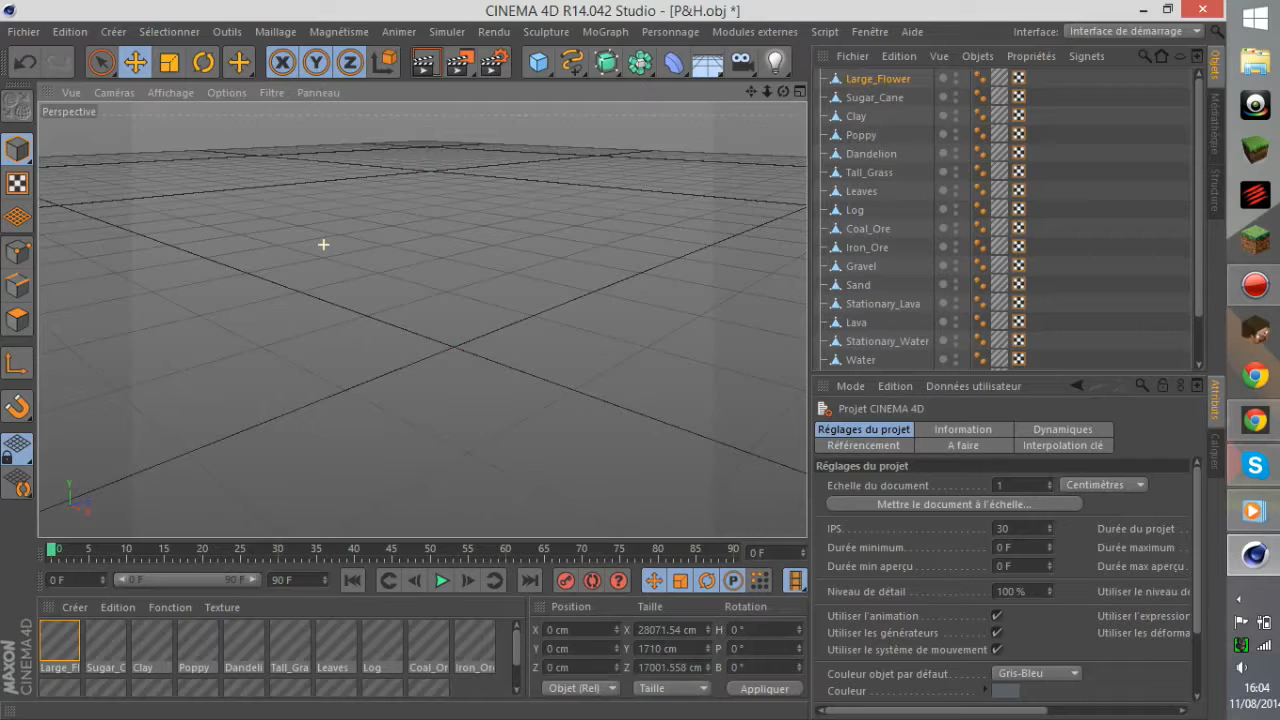 CINEMA 4D R14.042 Studio - [P&H.obj *]
Fichier Edition Créer Sélectionner Outils Maillage Magnétisme Animer Simuler Rendu Sculpture MoGraph Personnage Modules externes Script Fenêtre Aide Interface: Interface de démarrage
X Y Z
Fichier Edition Vue Objets Propriétés Signets
Vue Caméras Affichage Options Filtre Panneau
Perspective
Large_Flower
Sugar_Cane
Clay
Poppy
Dandelion
Tall_Grass
Leaves
Log
Coal_Ore
Iron_Ore
Gravel
Sand
Stationary_Lava
Lava
Stationary_Water
Water
Objets
Médiathèque
Structure
Mode Edition Données utilisateur
Projet CINEMA 4D
Réglages du projet Information Dynamiques
Référencement A faire Interpolation clé
Réglages du projet
Echelle du document 1 Centimètres
Mettre le document à l'échelle...
IPS. 30 Durée du projet
Durée minimum. 0 F Durée maximum
Durée min aperçu 0 F Durée max aperçu
Niveau de détail 100 % Utiliser le niveau de
Utiliser l'animation Utiliser l'expression
Utiliser les générateurs Utiliser les déforma
Utiliser le système de mouvement
Couleur objet par défaut. Gris-Bleu
Couleur
Attributs
Calques
Y
0 5 10 15 20 25 30 35 40 45 50 55 60 65 70 75 80 85 90 0 F
0 F 0 F 90 F 90 F
P
Créer Edition Fonction Texture
Large_Fl Sugar_C Clay Poppy Dandeli Tall_Gra Leaves Log Coal_Or Iron_Ore
Position Taille Rotation
X 0 cm X 28071.54 cm H 0 °
Y 0 cm Y 1710 cm P 0 °
Z 0 cm Z 17001.558 cm B 0 °
Objet (Rel) Taille Appliquer
MAXON
CINEMA 4D
16:04
11/08/201